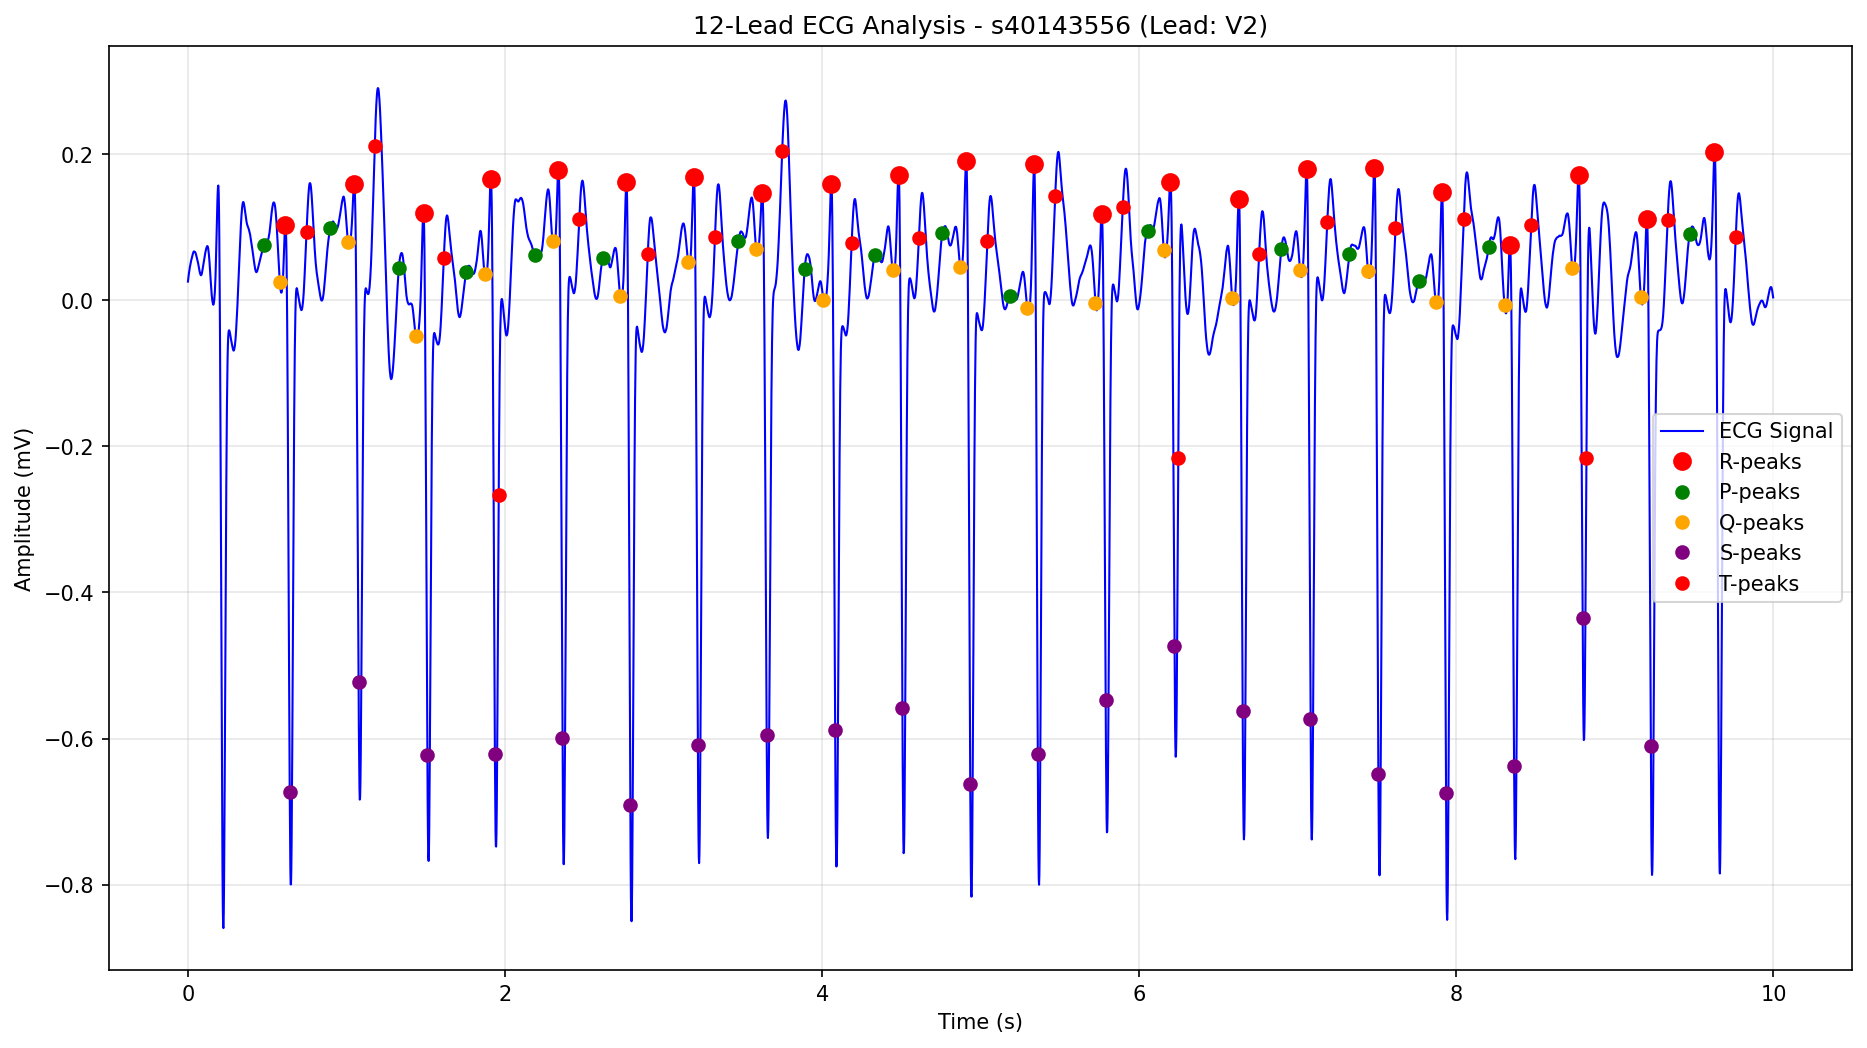 12-Lead ECG Analysis - s40143556 (Lead: V2)
Amplitude (mV)
0.2
0.0
−0.2
−0.4
−0.6
−0.8
ECG Signal
R-peaks
P-peaks
Q-peaks
S-peaks
T-peaks
0 2 4 6 8 10
Time (s)